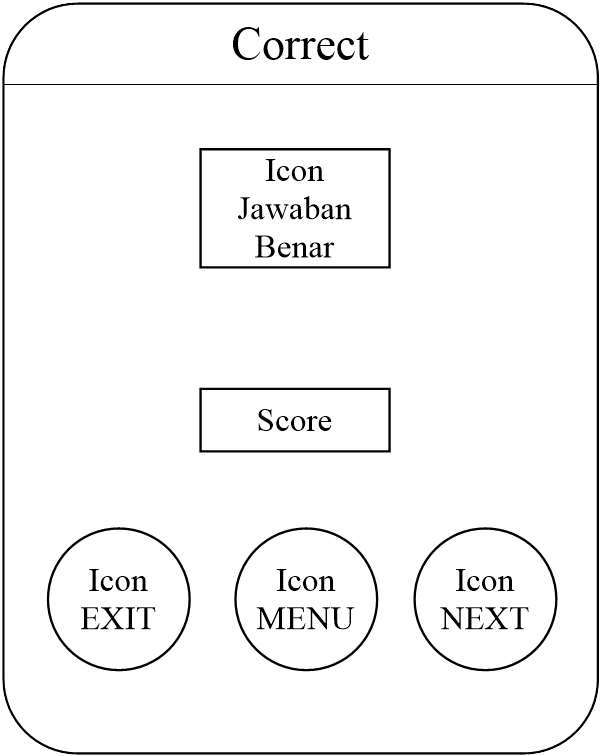 Correct
Icon
Jawaban
Benar
Score
Icon
EXIT
Icon
MENU
Icon
NEXT